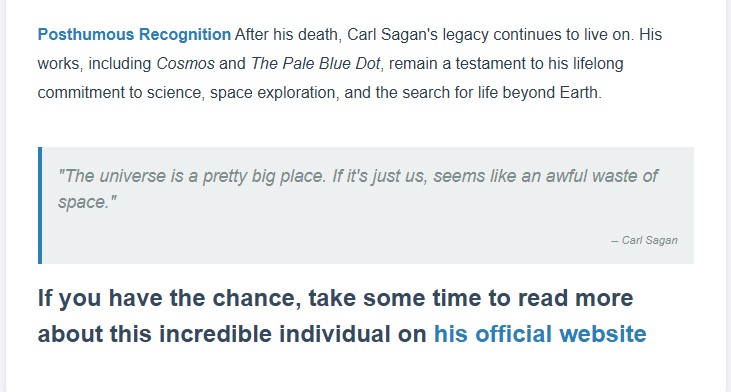 Posthumous Recognition After his death, Carl Sagan's legacy continues to live on. His
works, including Cosmos and The Pale Blue Dot, remain a testament to his lifelong
commitment to science, space exploration, and the search for life beyond Earth.
"The universe is a pretty big place. If it's just us, seems like an awful waste of
space."
– Carl Sagan
If you have the chance, take some time to read more
about this incredible individual on his official website